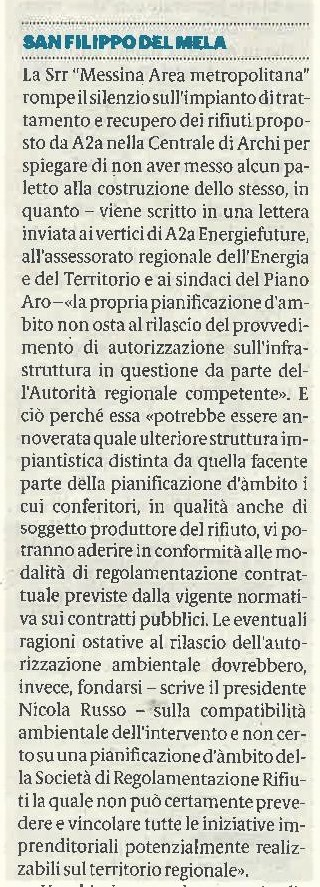 SAN FILIPPO DEL MELA
La Srr "Messina Area metropolitana"
rompe il silenzio sull'impianto di trat-
tamento e recupero dei rifiuti propo-
sto da A2a nella Centrale di Archi per
spiegare di non aver messo alcun pa-
letto alla costruzione dello stesso, in
quanto – viene scritto in una lettera
inviata ai vertici di A2a Energiefuture,
all'assessorato regionale dell'Energia
e del Territorio e ai sindaci del Piano
Aro – «la propria pianificazione d'am-
bito non osta al rilascio del provvedi-
mento di autorizzazione sull'infra-
struttura in questione da parte del-
l'Autorità regionale competente». E
ciò perché essa «potrebbe essere an-
noverata quale ulteriore struttura im-
piantistica distinta da quella facente
parte della pianificazione d'àmbito i
cui conferitori, in qualità anche di
soggetto produttore del rifiuto, vi po-
tranno aderire in conformità alle mo-
dalità di regolamentazione contrat-
tuale previste dalla vigente normati-
va sui contratti pubblici. Le eventuali
ragioni ostative al rilascio dell'auto-
rizzazione ambientale dovrebbero,
invece, fondarsi – scrive il presidente
Nicola Russo – sulla compatibilità
ambientale dell'intervento e non cer-
to su una pianificazione d'àmbito del-
la Società di Regolamentazione Rifiu-
ti la quale non può certamente preve-
dere e vincolare tutte le iniziative im-
prenditoriali potenzialmente realiz-
zabili sul territorio regionale».